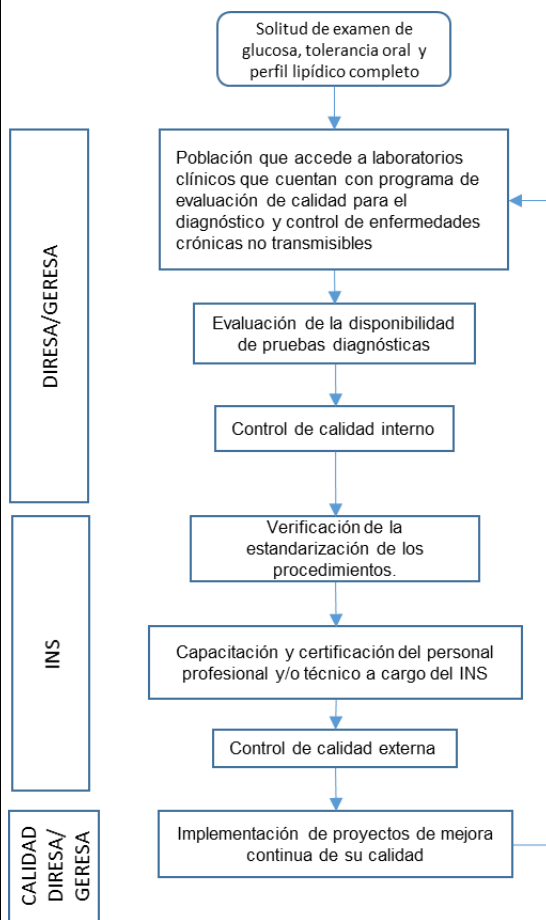 Solitud de examen de
glucosa, tolerancia oral y
perfil lipídico completo
DIRESA/GERESA
Población que accede a laboratorios
clínicos que cuentan con programa de
evaluación de calidad para el
diagnóstico y control de enfermedades
crónicas no transmisibles
Evaluación de la disponibilidad
de pruebas diagnósticas
Control de calidad interno
INS
Verificación de la
estandarización de los
procedimientos.
Capacitación y certificación del personal
profesional y/o técnico a cargo del INS
Control de calidad externa
CALIDAD
DIRESA/
GERESA
Implementación de proyectos de mejora
continua de su calidad